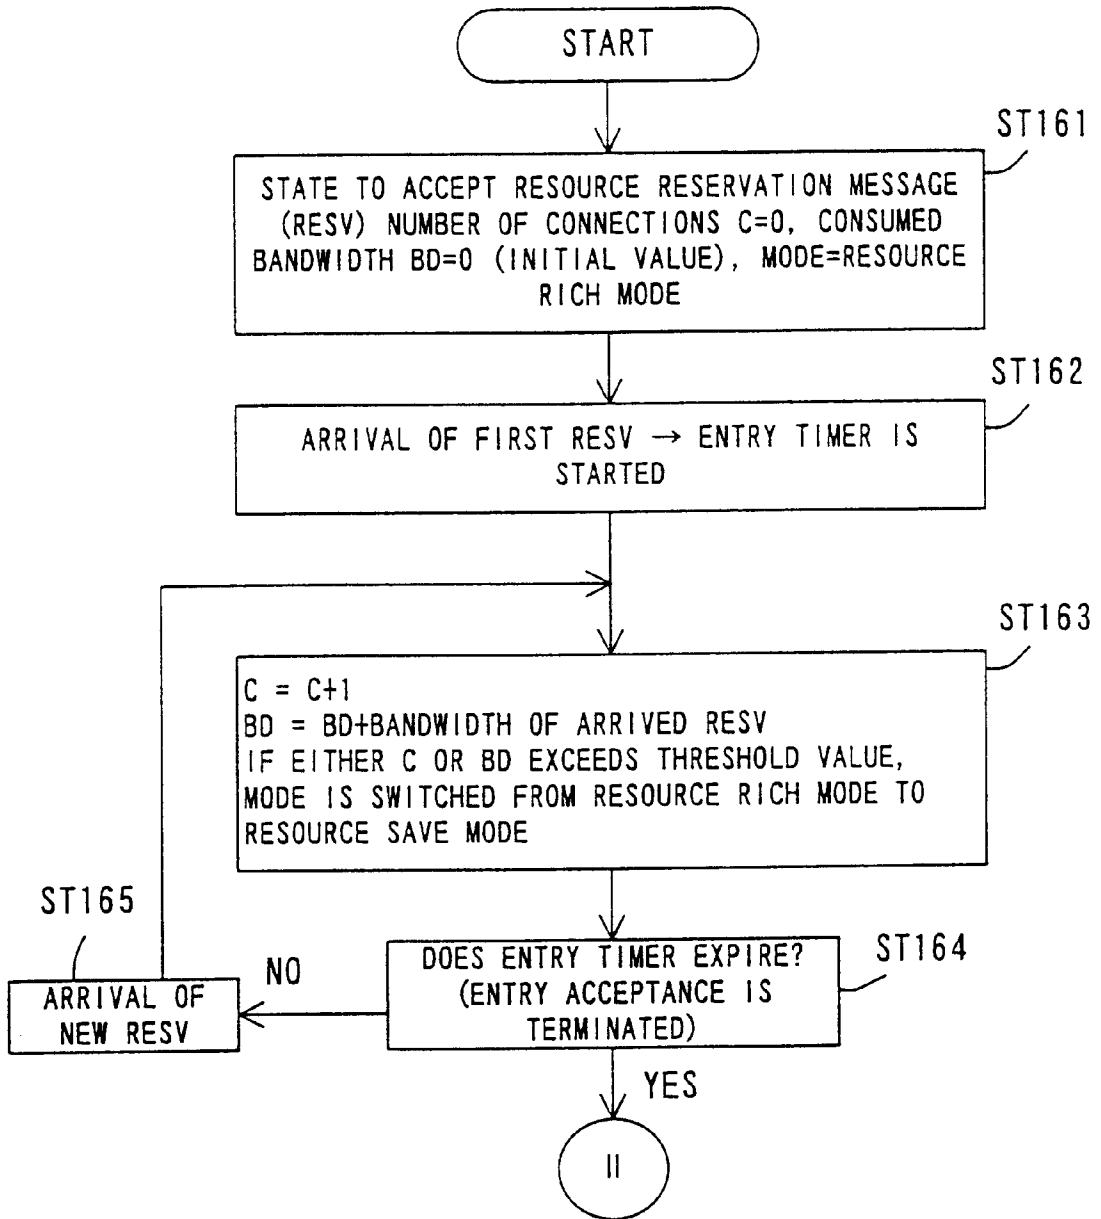 START
ST161
STATE TO ACCEPT RESOURCE RESERVATION MESSAGE
(RESV) NUMBER OF CONNECTIONS C=0, CONSUMED
BANDWIDTH BD=0 (INITIAL VALUE), MODE=RESOURCE
RICH MODE
ST162
ARRIVAL OF FIRST RESV → ENTRY TIMER IS
STARTED
ST163
C = C+1
BD = BD+BANDWIDTH OF ARRIVED RESV
IF EITHER C OR BD EXCEEDS THRESHOLD VALUE,
MODE IS SWITCHED FROM RESOURCE RICH MODE TO
RESOURCE SAVE MODE
ST164
DOES ENTRY TIMER EXPIRE?
(ENTRY ACCEPTANCE IS
TERMINATED)
NO
ST165
ARRIVAL OF
NEW RESV
YES
II